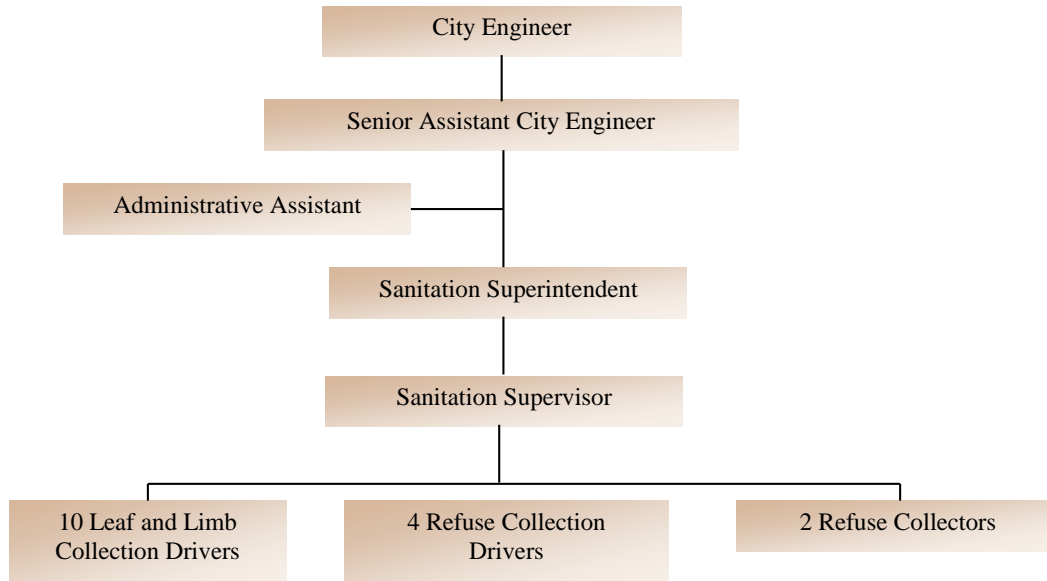 City Engineer
Senior Assistant City Engineer
Administrative Assistant
Sanitation Superintendent
Sanitation Supervisor
10 Leaf and Limb
Collection Drivers
4 Refuse Collection
Drivers
2 Refuse Collectors